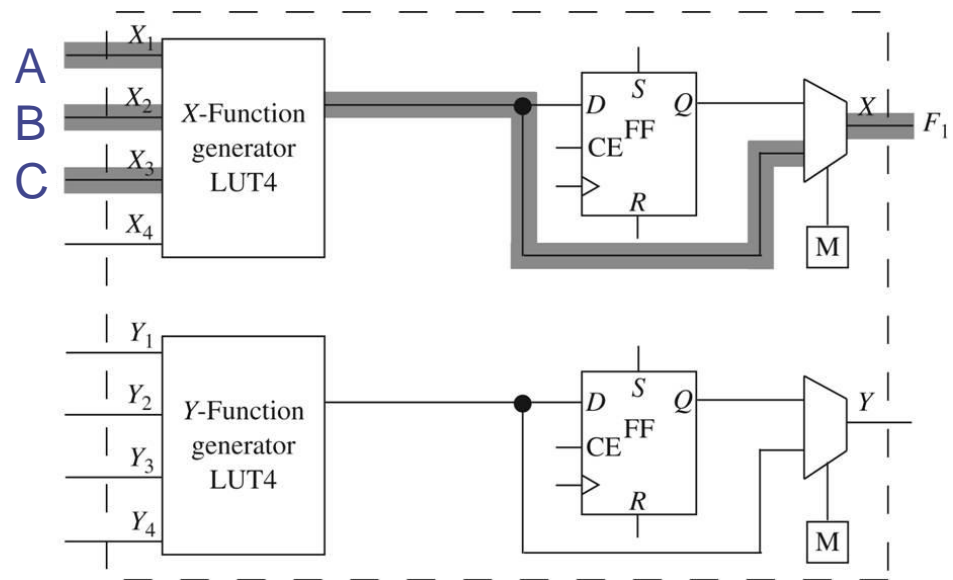 A
B
C
X1
X2
X3
X4
X-Function
generator
LUT4
S
D
Q
FF
CE
R
M
X
F1
Y1
Y2
Y3
Y4
Y-Function
generator
LUT4
S
D
Q
FF
CE
R
M
Y